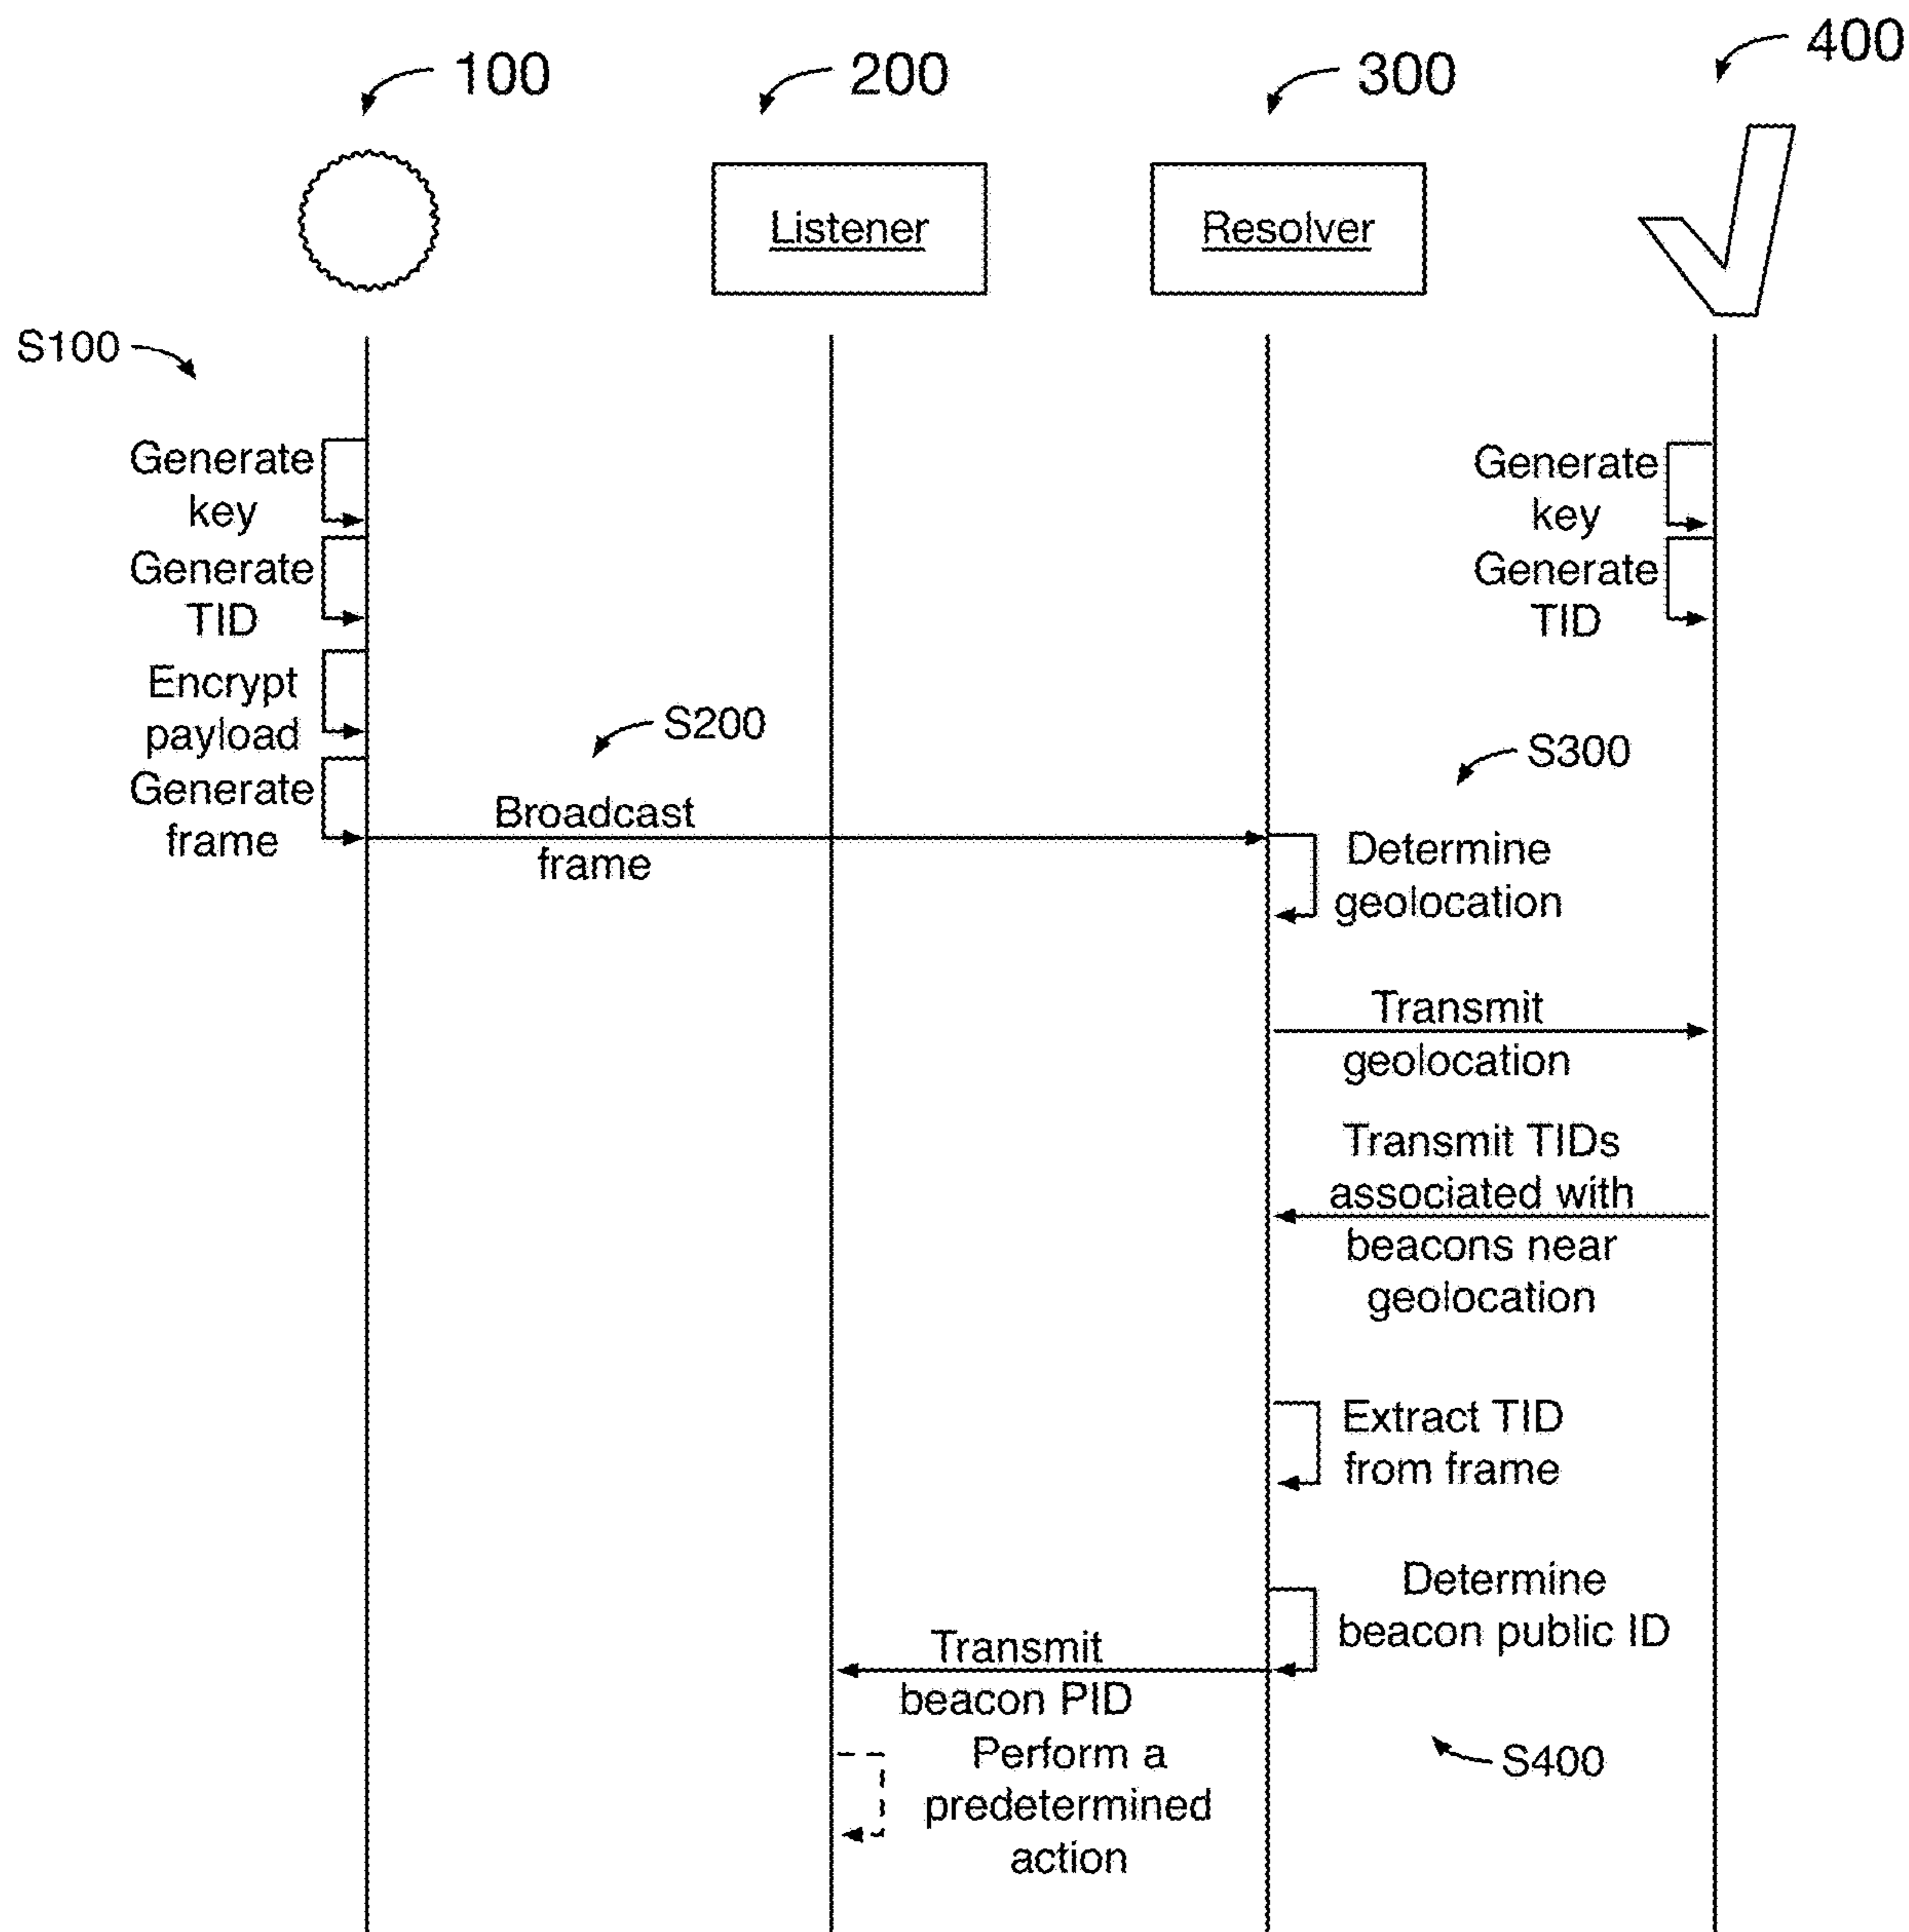 100
200
300
400
Listener
Resolver
S100
Generate
key
Generate
key
Generate
TID
Generate
TID
Encrypt
payload
S200
S300
Generate
frame
Broadcast
frame
Determine
geolocation
Transmit
geolocation
Transmit TIDs
associated with
beacons near
geolocation
Extract TID
from frame
Determine
beacon public ID
Transmit
beacon PID
Perform a
predetermined
action
S400